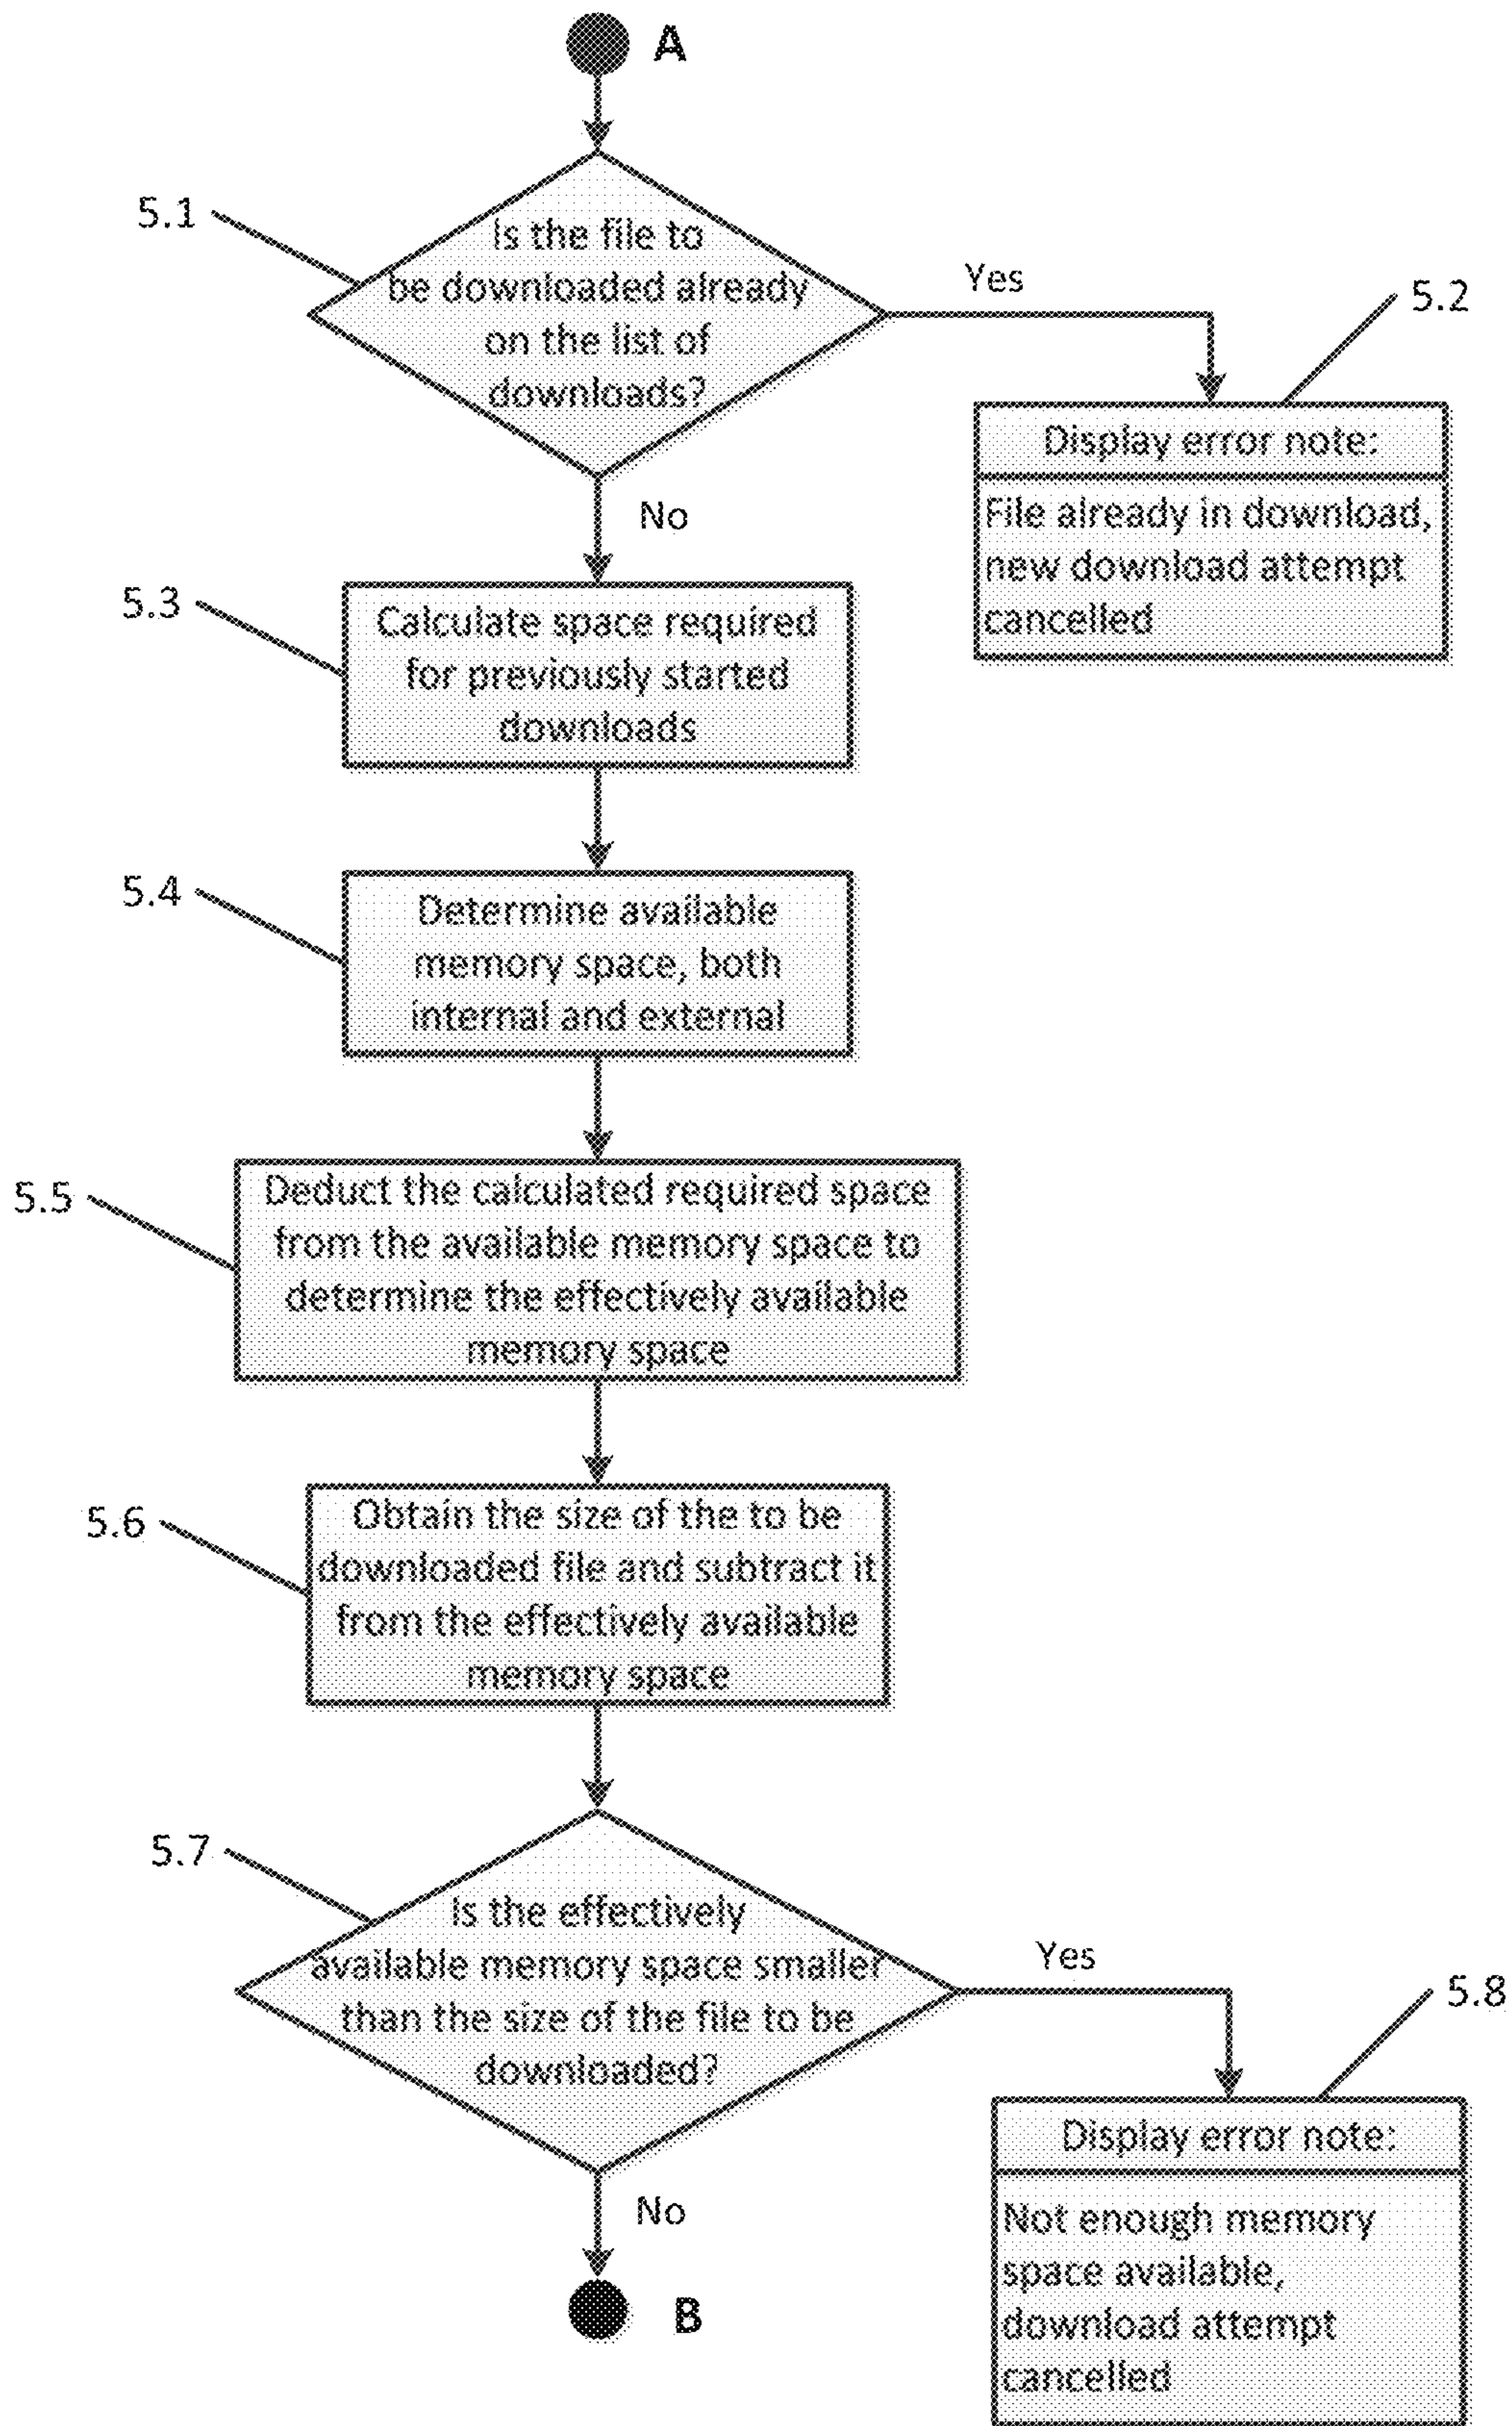 A
5.1
Is the file to
be downloaded already
on the list of
downloads?
Yes
5.2
Display error note:
File already in download,
new download attempt
cancelled
No
5.3
Calculate space required
for previously started
downloads
5.4
Determine available
memory space, both
internal and external
5.5
Deduct the calculated required space
from the available memory space to
determine the effectively available
memory space
5.6
Obtain the size of the to be
downloaded file and subtract it
from the effectively available
memory space
5.7
Is the effectively
available memory space smaller
than the size of the file to be
downloaded?
Yes
5.8
Display error note:
Not enough memory
space available,
download attempt
cancelled
No
B